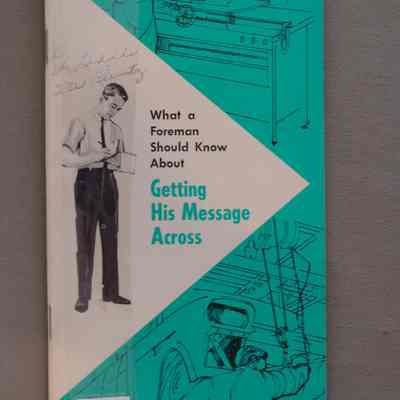 What a
Foreman
Should Know
About
Getting
His Message
Across